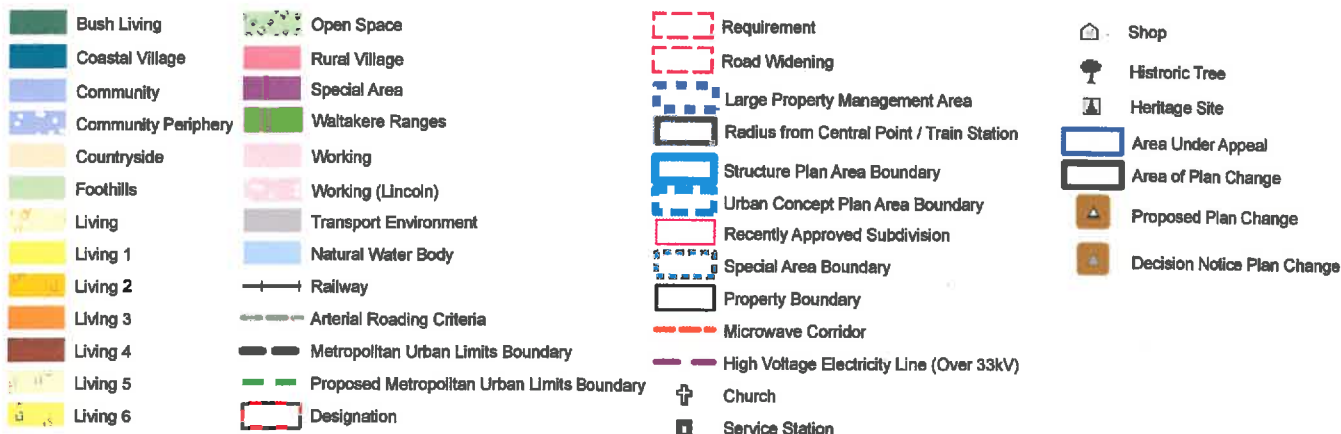 Bush Living
Coastal Village
Community
Community Periphery
Countryside
Foothills
Living
Living 1
Living 2
Living 3
Living 4
Living 5
Living 6
Open Space
Rural Village
Special Area
Waitakere Ranges
Working
Working (Lincoln)
Transport Environment
Natural Water Body
Railway
Arterial Roading Criteria
Metropolitan Urban Limits Boundary
Proposed Metropolitan Urban Limits Boundary
Designation
Requirement
Road Widening
Large Property Management Area
Radius from Central Point / Train Station
Structure Plan Area Boundary
Urban Concept Plan Area Boundary
Recently Approved Subdivision
Special Area Boundary
Property Boundary
Microwave Corridor
High Voltage Electricity Line (Over 33kV)
Church
Service Station
Shop
Histroric Tree
Heritage Site
Area Under Appeal
Area of Plan Change
Proposed Plan Change
Decision Notice Plan Change